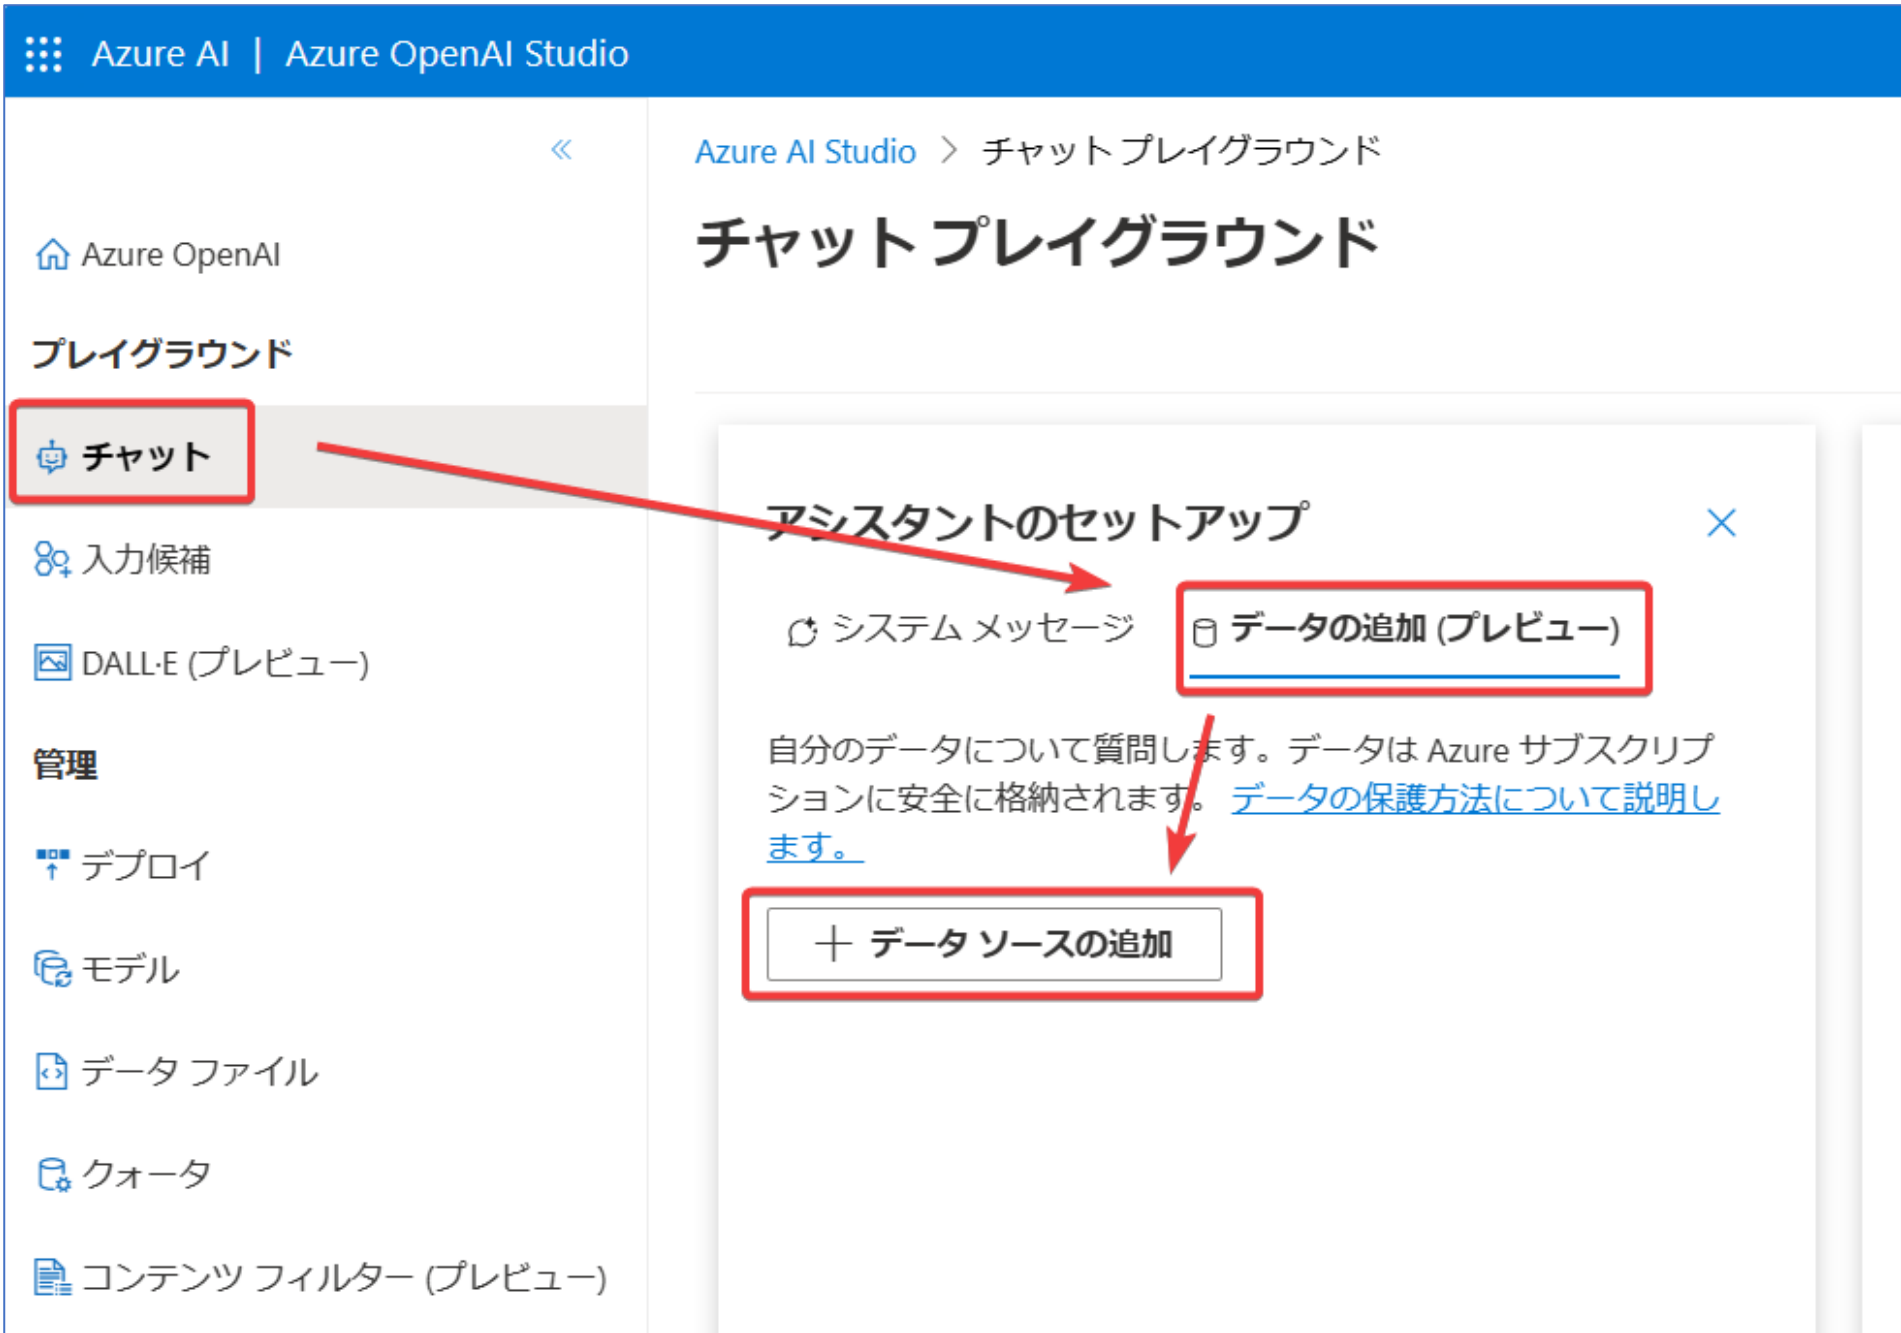 Azure AI | Azure OpenAI Studio
Azure AI Studio > チャット プレイグラウンド
チャット プレイグラウンド
Azure OpenAI
プレイグラウンド
チャット
入力候補
DALL·E (プレビュー)
管理
デプロイ
モデル
データ ファイル
クォータ
コンテンツ フィルター (プレビュー)
アシスタントのセットアップ
システム メッセージ
データの追加 (プレビュー)
自分のデータについて質問します。データは Azure サブスクリプ
ションに安全に格納されます。 データの保護方法について説明し
ます。
データ ソースの追加